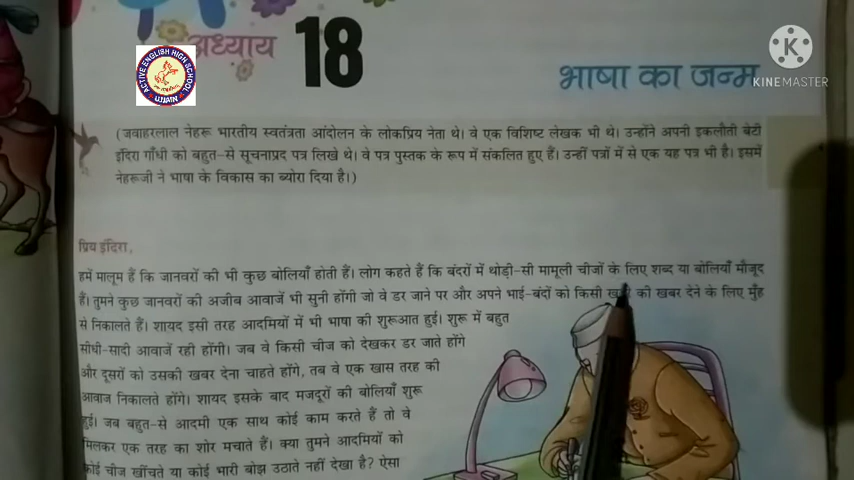 अध्याय 18
ACTIVE ENGLISH HIGH SCHOOL
KINEMASTER
भाषा का जन्म
(जवाहरलाल नेहरू भारतीय स्वतंत्रता आंदोलन के लोकप्रिय नेता थे। वे एक विशिष्ट लेखक भी थे। उन्होंने अपनी इकलौती बेटी
इंदिरा गाँधी को बहुत-से सूचनाप्रद पत्र लिखे थे। वे पत्र पुस्तक के रूप में संकलित हुए हैं। उन्हीं पत्रों में से एक यह पत्र भी है। इसमें
नेहरूजी ने भाषा के विकास का ब्योरा दिया है।)
प्रिय इंदिरा,
हमें मालूम हैं कि जानवरों की भी कुछ बोलियाँ होती हैं। लोग कहते हैं कि बंदरों में थोड़ी-सी मामूली चीजों के लिए शब्द या बोलियाँ मौजूद
हैं। तुमने कुछ जानवरों की अजीब आवाजें भी सुनी होंगी जो वे डर जाने पर और अपने भाई-बंदों को किसी की खबर देने के लिए मुँह
से निकालते हैं। शायद इसी तरह आदमियों में भी भाषा की शुरूआत हुई। शुरू में बहुत
सीधी-सादी आवाजें रही होंगी। जब वे किसी चीज को देखकर डर जाते होंगे
और दूसरों को उसकी खबर देना चाहते होंगे, तब वे एक खास तरह की
आवाज निकालते होंगे। शायद इसके बाद मजदूरों की बोलियाँ शुरू
हुई। जब बहुत-से आदमी एक साथ कोई काम करते हैं तो वे
मिलकर एक तरह का शोर मचाते हैं। क्या तुमने आदमियों को
कोई चीज खींचते या कोई भारी बोझ उठाते नहीं देखा है? ऐसा